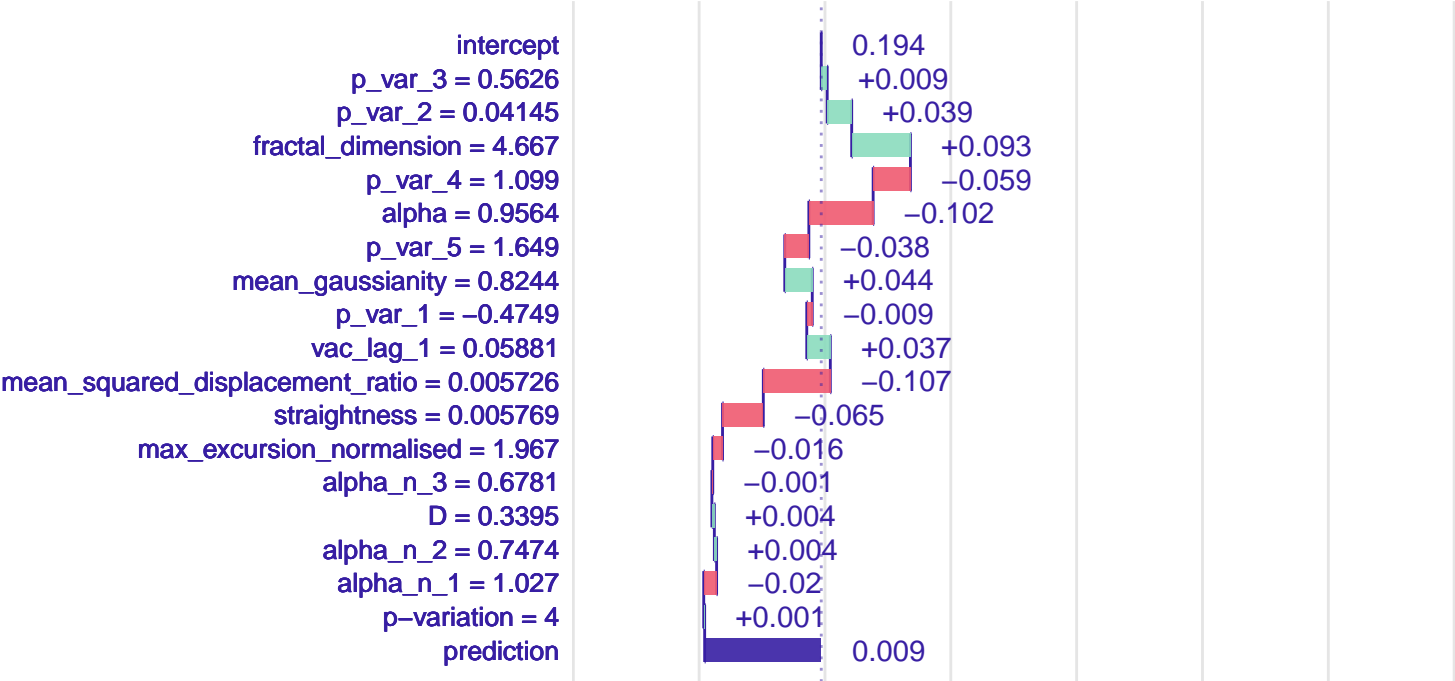 intercept 0.194
p_var_3 = 0.5626 +0.009
p_var_2 = 0.04145 +0.039
fractal_dimension = 4.667 +0.093
p_var_4 = 1.099 −0.059
alpha = 0.9564 −0.102
p_var_5 = 1.649 −0.038
mean_gaussianity = 0.8244 +0.044
p_var_1 = −0.4749 −0.009
vac_lag_1 = 0.05881 +0.037
mean_squared_displacement_ratio = 0.005726 −0.107
straightness = 0.005769 −0.065
max_excursion_normalised = 1.967 −0.016
alpha_n_3 = 0.6781 −0.001
D = 0.3395 +0.004
alpha_n_2 = 0.7474 +0.004
alpha_n_1 = 1.027 −0.02
p−variation = 4 +0.001
prediction 0.009